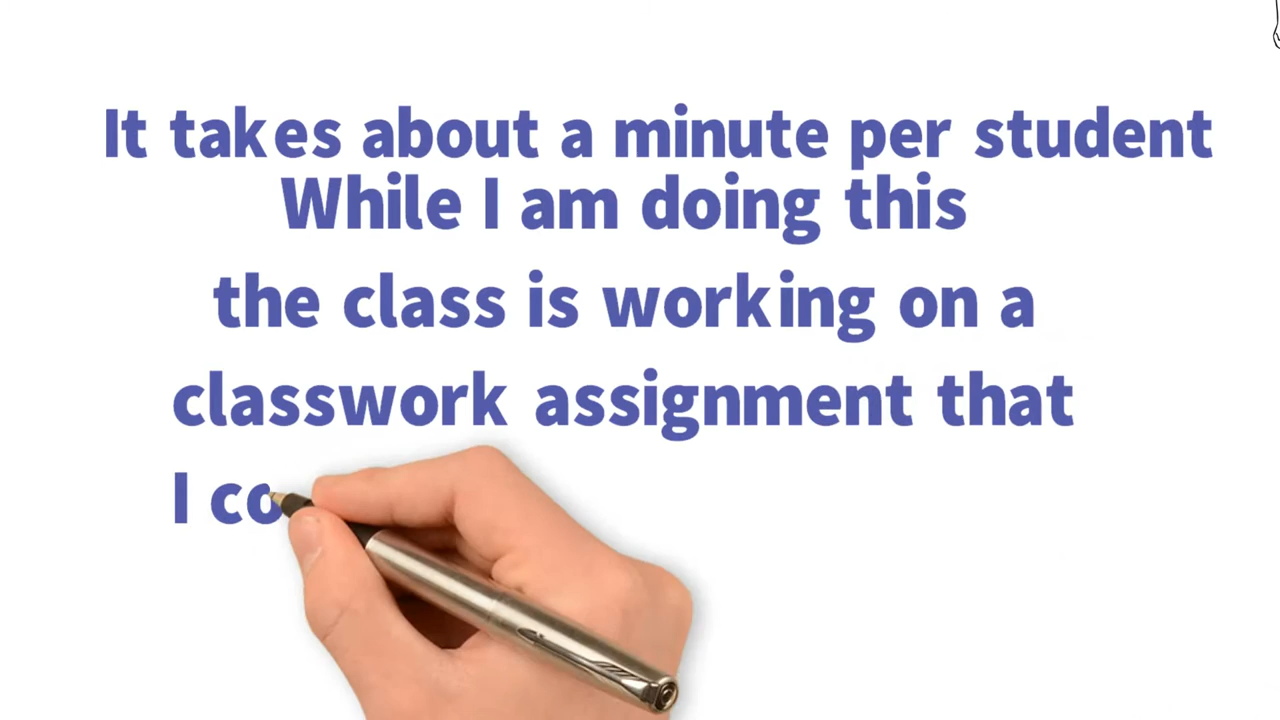 It takes about a minute per student
While I am doing this
the class is working on a
classwork assignment that
I co